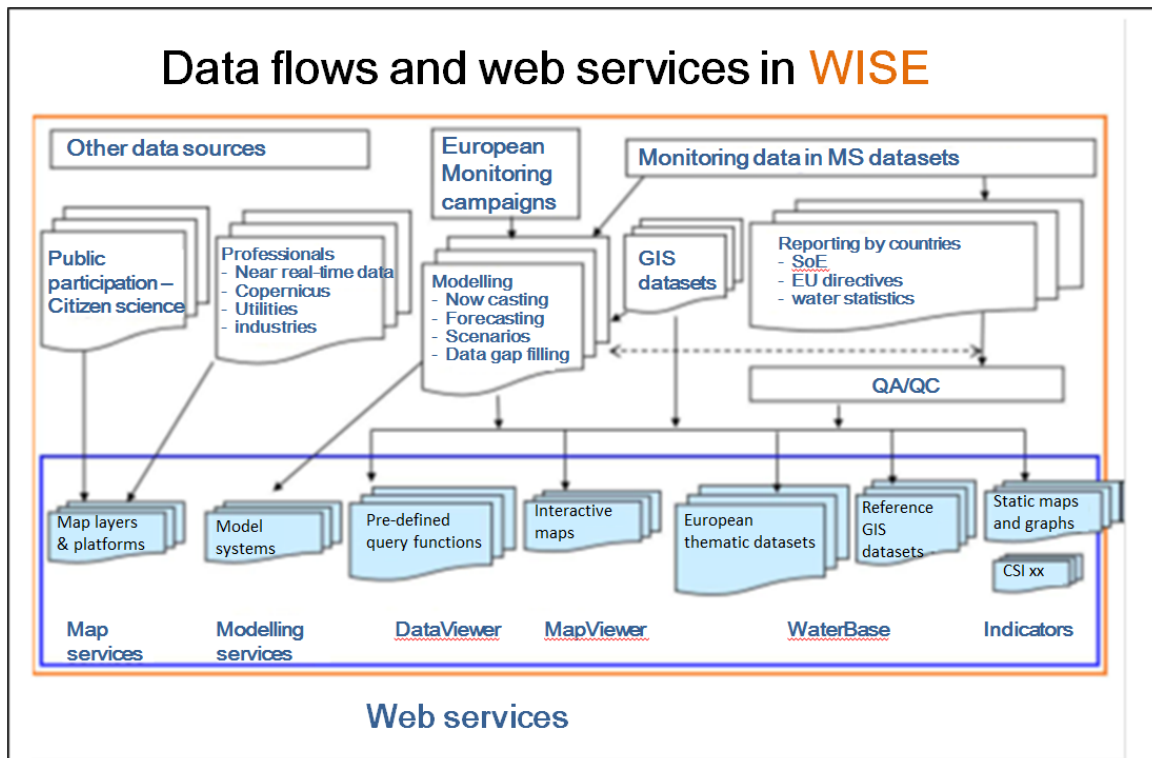 Data flows and web services in WISE
Other data sources
European
Monitoring
campaigns
Monitoring data in MS datasets
Public
participation –
Citizen science
Professionals
- Near real-time data
- Copernicus
- Utilities
- industries
Modelling
- Now casting
- Forecasting
- Scenarios
- Data gap filling
GIS
datasets
Reporting by countries
- SoE
- EU directives
- water statistics
QA/QC
Map layers
& platforms
Model
systems
Pre-defined
query functions
Interactive
maps
European
thematic datasets
Reference
GIS
datasets
Static maps
and graphs
CSI xx
Map
services
Modelling
services
DataViewer
MapViewer
WaterBase
Indicators
Web services